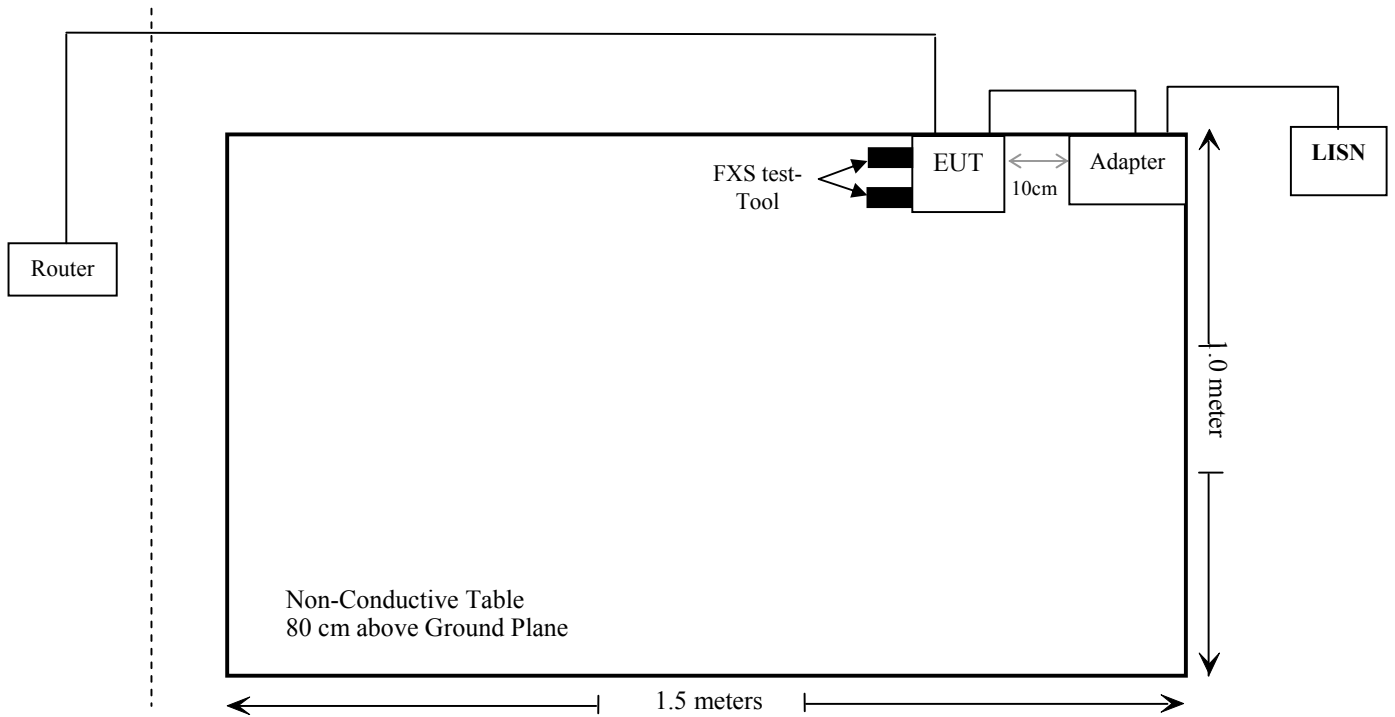 FXS test-
Tool
EUT
10cm
Adapter
LISN
Router
1.0 meter
Non-Conductive Table
80 cm above Ground Plane
1.5 meters